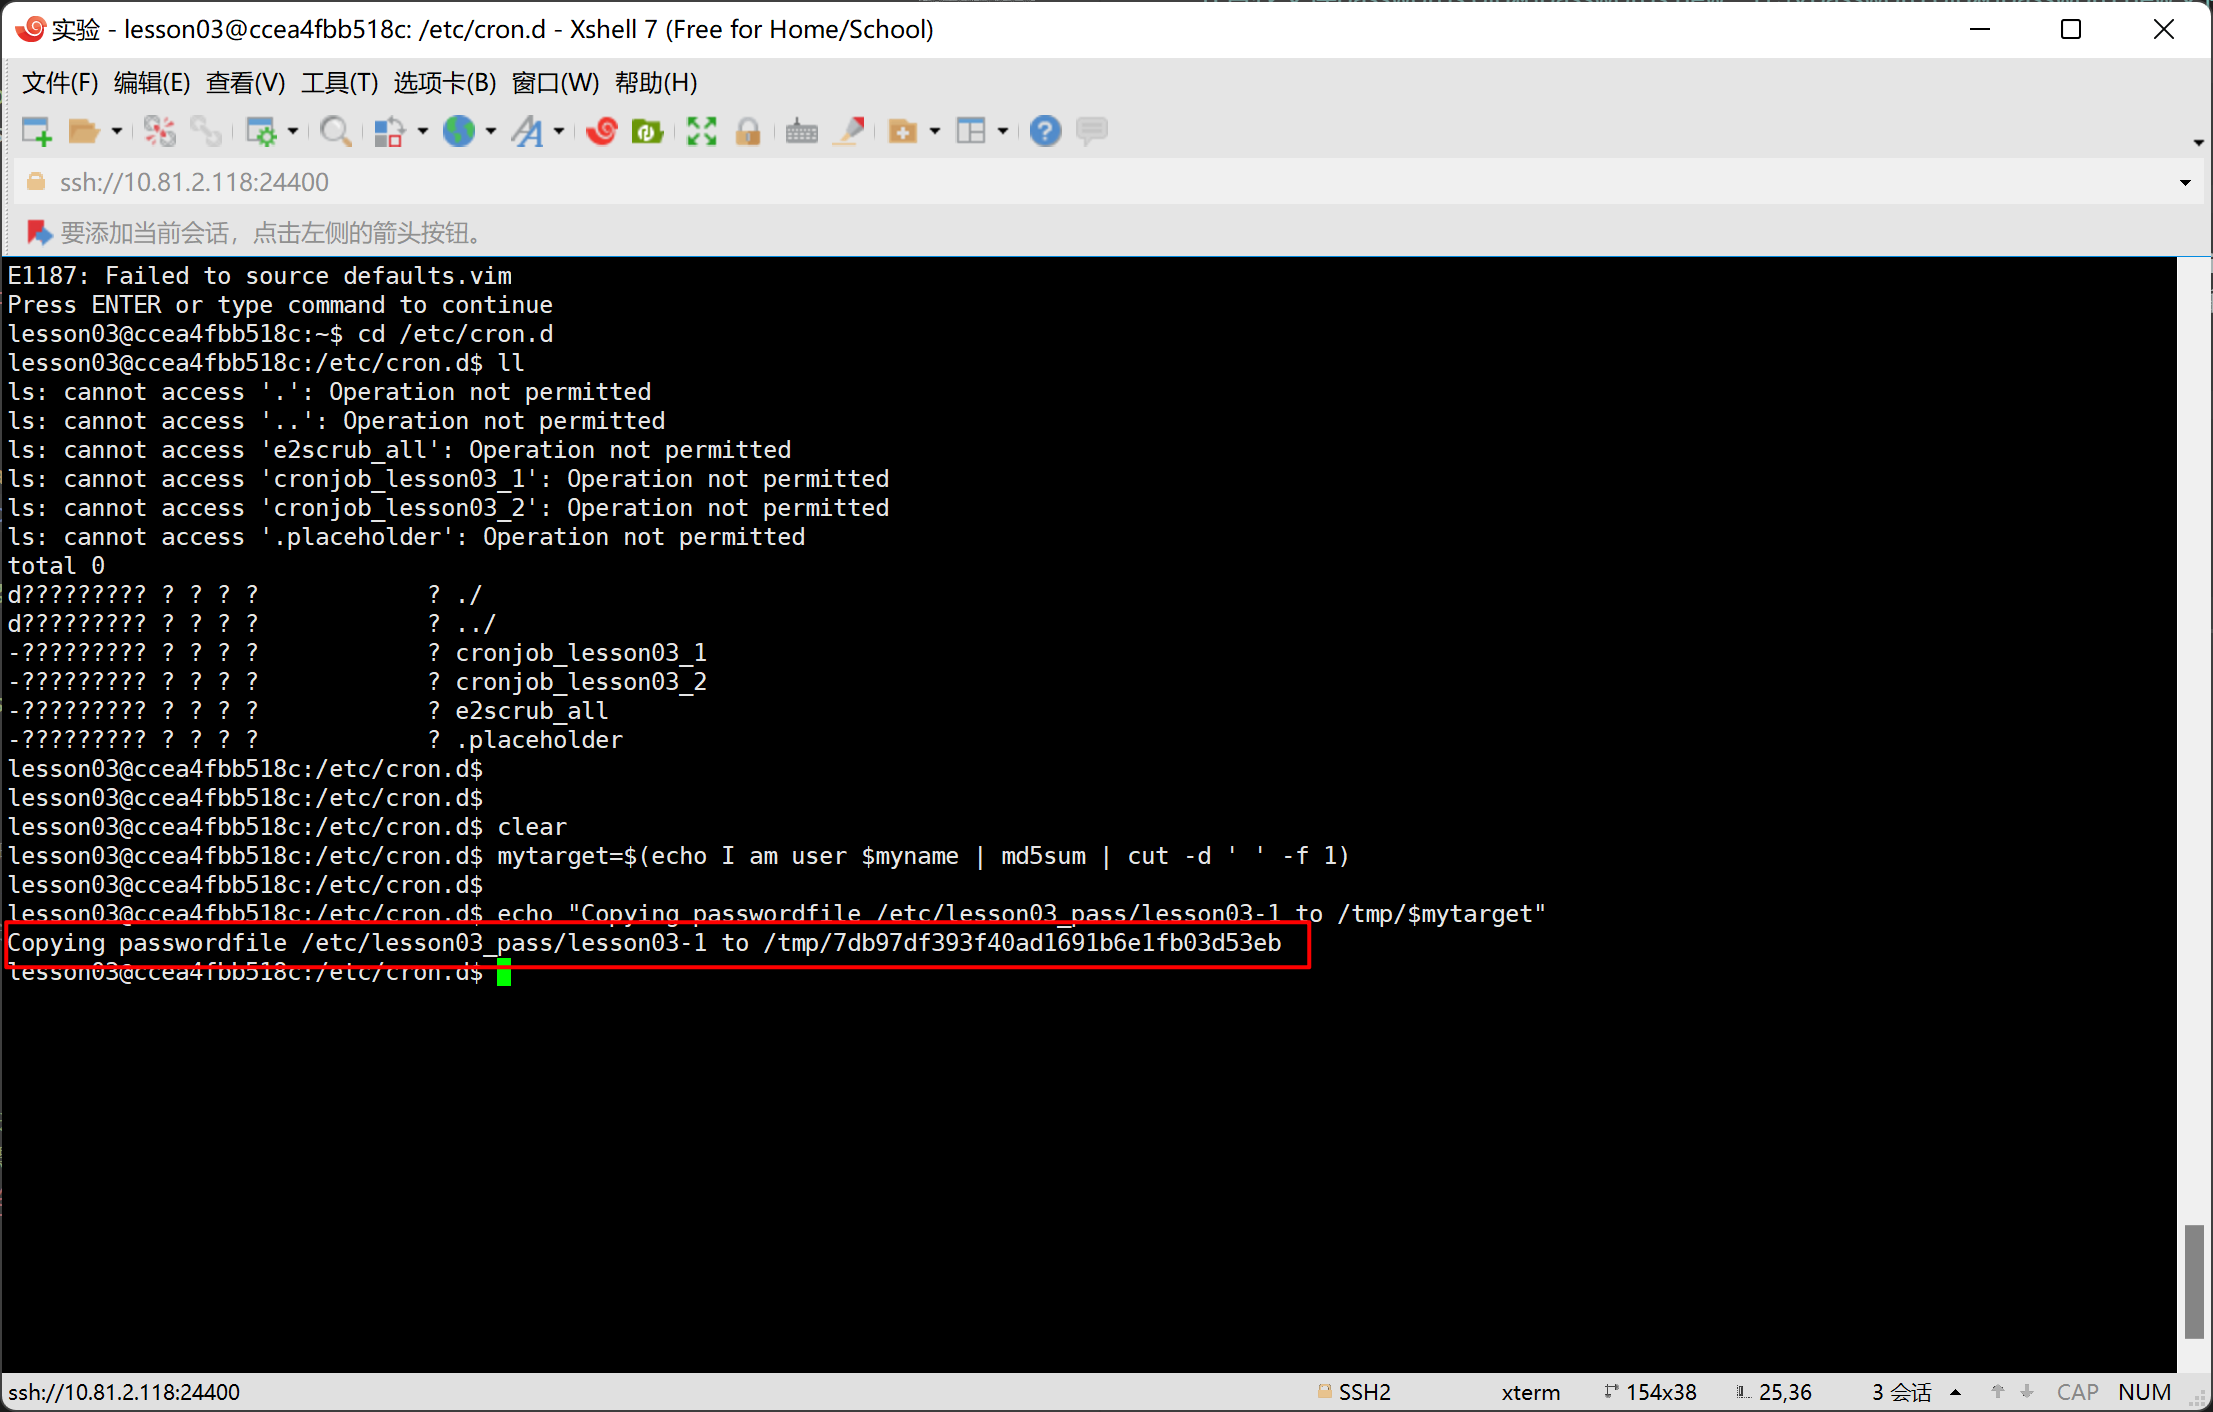 实验 - lesson03@ccea4fbb518c: /etc/cron.d - Xshell 7 (Free for Home/School)
文件(F) 编辑(E) 查看(V) 工具(T) 选项卡(B) 窗口(W) 帮助(H)
ssh://10.81.2.118:24400
要添加当前会话，点击左侧的箭头按钮。
E1187: Failed to source defaults.vim
Press ENTER or type command to continue
lesson03@ccea4fbb518c:~$ cd /etc/cron.d
lesson03@ccea4fbb518c:/etc/cron.d$ ll
ls: cannot access '.': Operation not permitted
ls: cannot access '..': Operation not permitted
ls: cannot access 'e2scrub_all': Operation not permitted
ls: cannot access 'cronjob_lesson03_1': Operation not permitted
ls: cannot access 'cronjob_lesson03_2': Operation not permitted
ls: cannot access '.placeholder': Operation not permitted
total 0
d????????? ? ? ? ?            ? ./
d????????? ? ? ? ?            ? ../
-????????? ? ? ? ?            ? cronjob_lesson03_1
-????????? ? ? ? ?            ? cronjob_lesson03_2
-????????? ? ? ? ?            ? e2scrub_all
-????????? ? ? ? ?            ? .placeholder
lesson03@ccea4fbb518c:/etc/cron.d$
lesson03@ccea4fbb518c:/etc/cron.d$
lesson03@ccea4fbb518c:/etc/cron.d$ clear
lesson03@ccea4fbb518c:/etc/cron.d$ mytarget=$(echo I am user $myname | md5sum | cut -d ' ' -f 1)
lesson03@ccea4fbb518c:/etc/cron.d$
lesson03@ccea4fbb518c:/etc/cron.d$ echo "Copying passwordfile /etc/lesson03_pass/lesson03-1 to /tmp/$mytarget"
Copying passwordfile /etc/lesson03_pass/lesson03-1 to /tmp/7db97df393f40ad1691b6e1fb03d53eb
lesson03@ccea4fbb518c:/etc/cron.d$
ssh://10.81.2.118:24400 SSH2 xterm 154x38 25,36 3 会话 CAP NUM